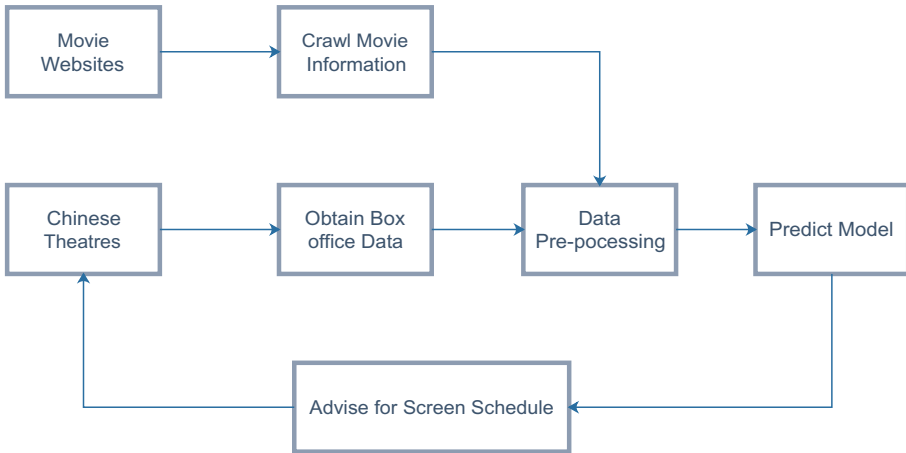 Movie
Websites
Crawl Movie
Information
Chinese
Theatres
Obtain Box
office Data
Data
Pre-pocessing
Predict Model
Advise for Screen Schedule